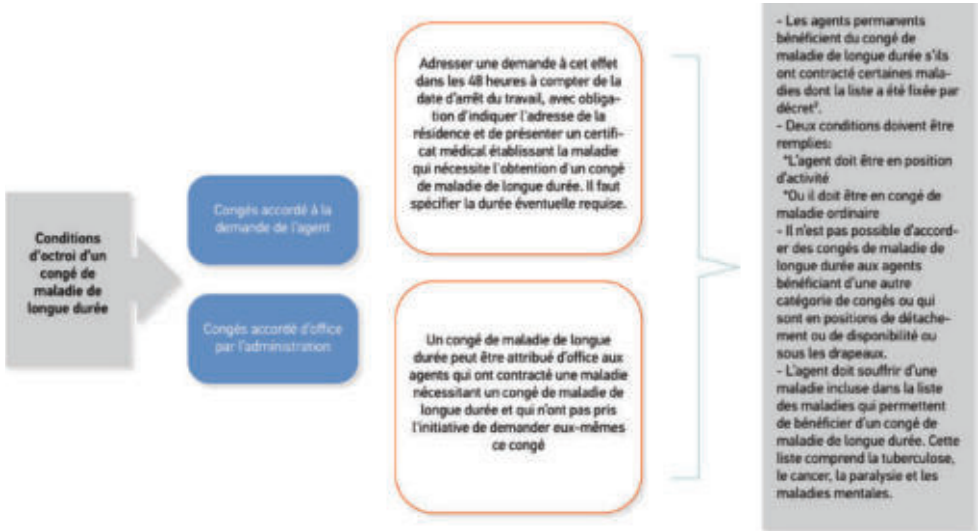 Conditions
d'octroi d'un
congé de
maladie de
longue durée
Congés accordé à la
demande de l'agent
Congés accordé d'office
par l'administration
Adresser une demande à cet effet
dans les 48 heures à compter de la
date d'arrêt du travail, avec obliga-
tion d'indiquer l'adresse de la
résidence et de présenter un certifi-
cat médical établissant la maladie
qui nécessite l'obtention d'un congé
de maladie de longue durée. Il faut
spécifier la durée éventuelle requise.
Un congé de maladie de longue
durée peut être attribué d'office aux
agents qui ont contracté une maladie
nécessitant un congé de maladie de
longue durée et qui n'ont pas pris
l'initiative de demander eux-mêmes
ce congé
- Les agents permanents
bénéficient du congé de
maladie de longue durée s'ils
ont contracté certaines mala-
dies dont la liste a été fixée par
décret.
- Deux conditions doivent être
remplies:
*L'agent doit être en position
d'activité
*Ou il doit être en congé de
maladie ordinaire
- Il n'est pas possible d'accord-
er des congés de maladie de
longue durée aux agents
bénéficiant d'une autre
catégorie de congés ou qui
sont en positions de détache-
ment ou de disponibilité ou
sous les drapeaux.
- L'agent doit souffrir d'une
maladie incluse dans la liste
des maladies qui permettent
de bénéficier d'un congé de
maladie de longue durée. Cette
liste comprend la tuberculose,
le cancer, la paralysie et les
maladies mentales.